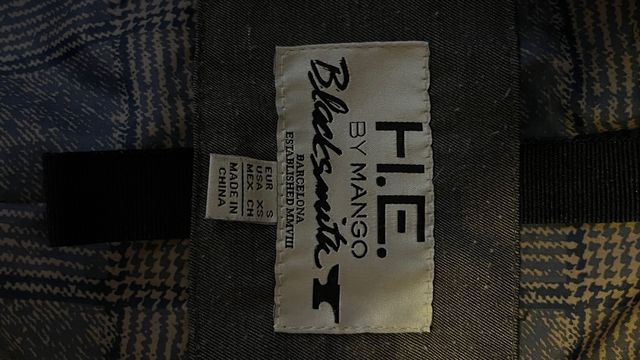 H.E.
BY MANGO
Blacksmith
BARCELONA
ESTABLISHED MMVIII
EUR S
USA XS
MEX CH
MADE IN
CHINA